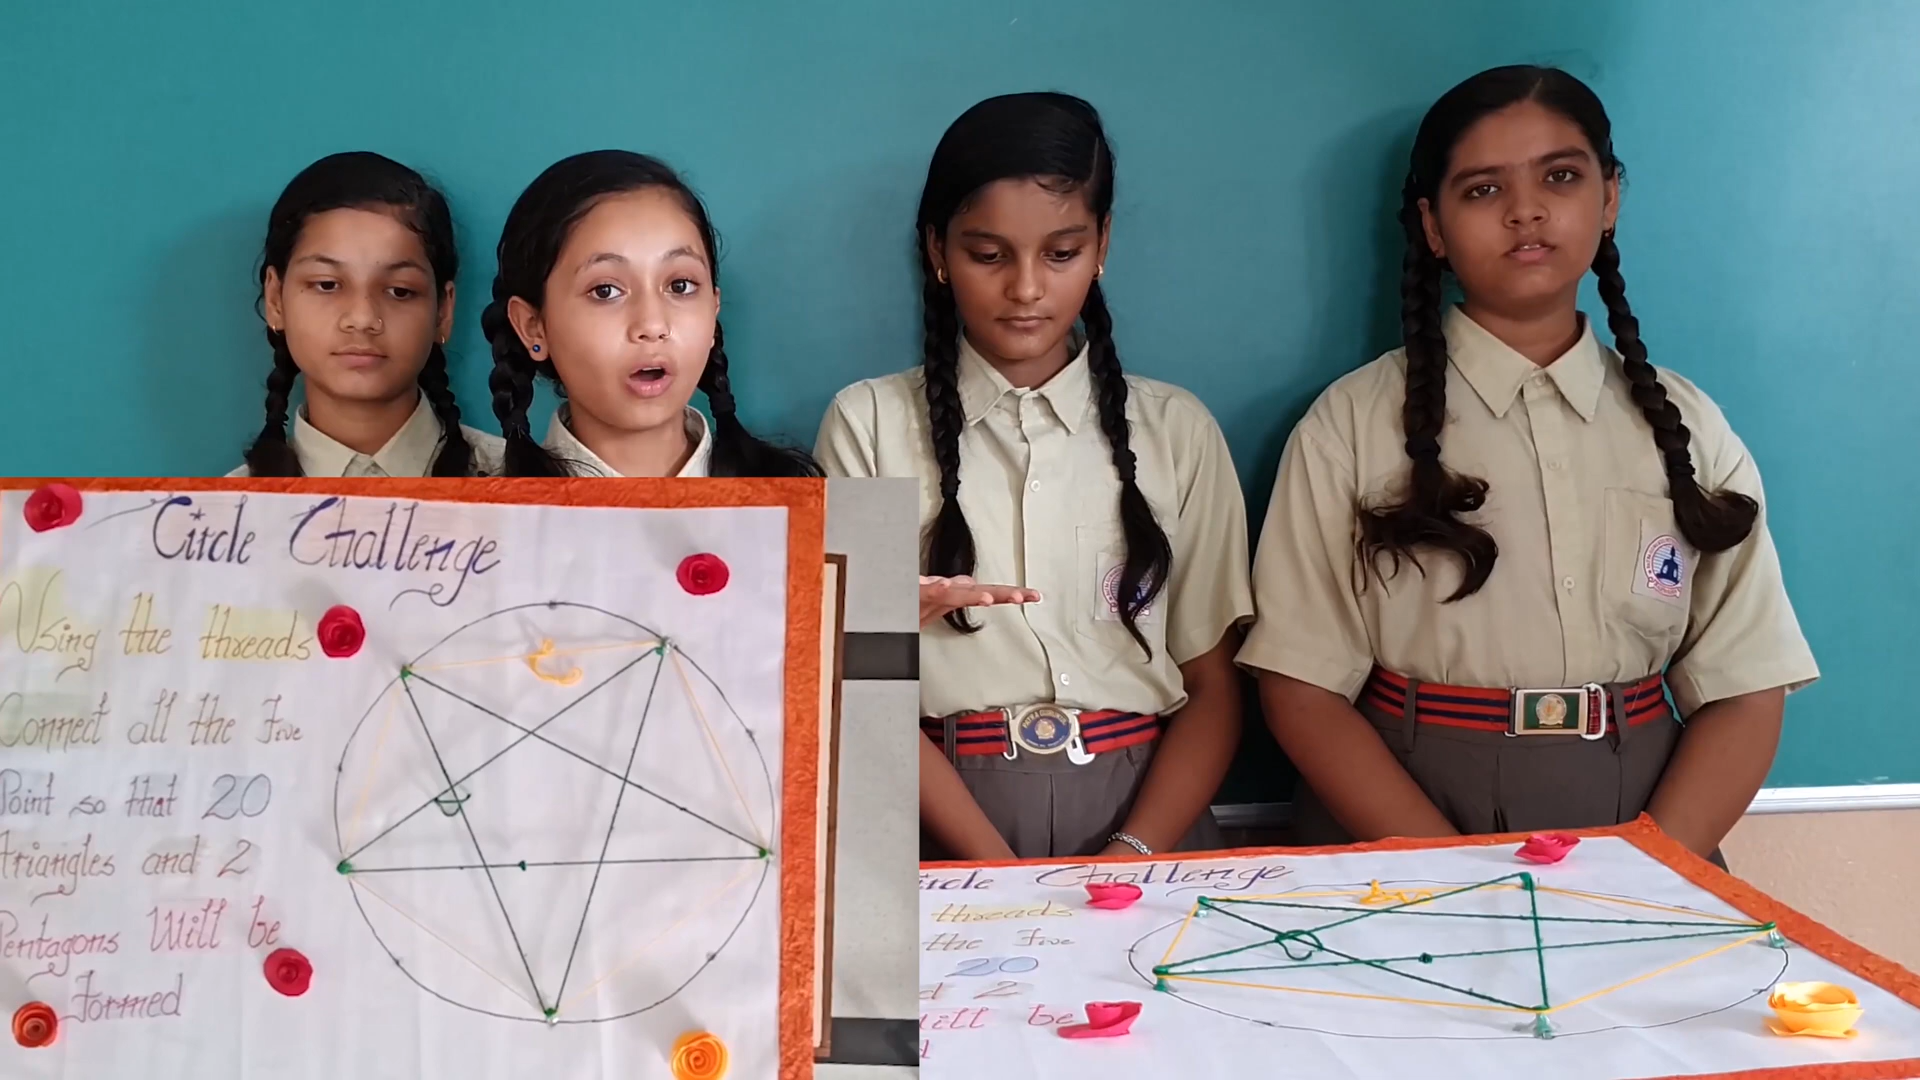 Circle Challenge
Using the threads
Connect all the Five
Point so that 20
triangles and 2
Pentagons Will be
Formed
Circle Challenge
threads
the Five
20
2
Will be